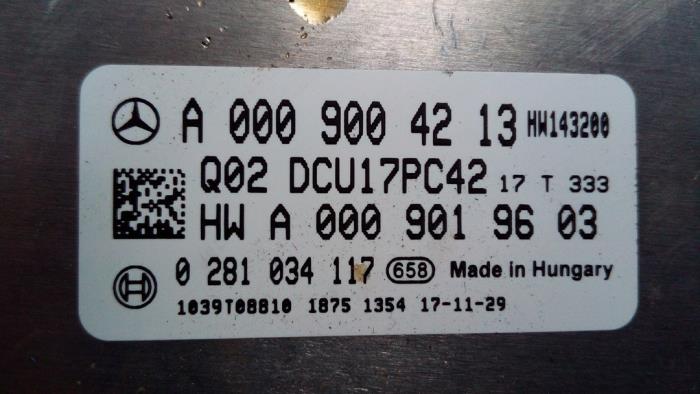 A 000 900 42 13 HW143200
Q02 DCU17PC42 17 T 333
HW A 000 901 96 03
0 281 034 117 658 Made in Hungary
1039T08810 1875 1354 17-11-29